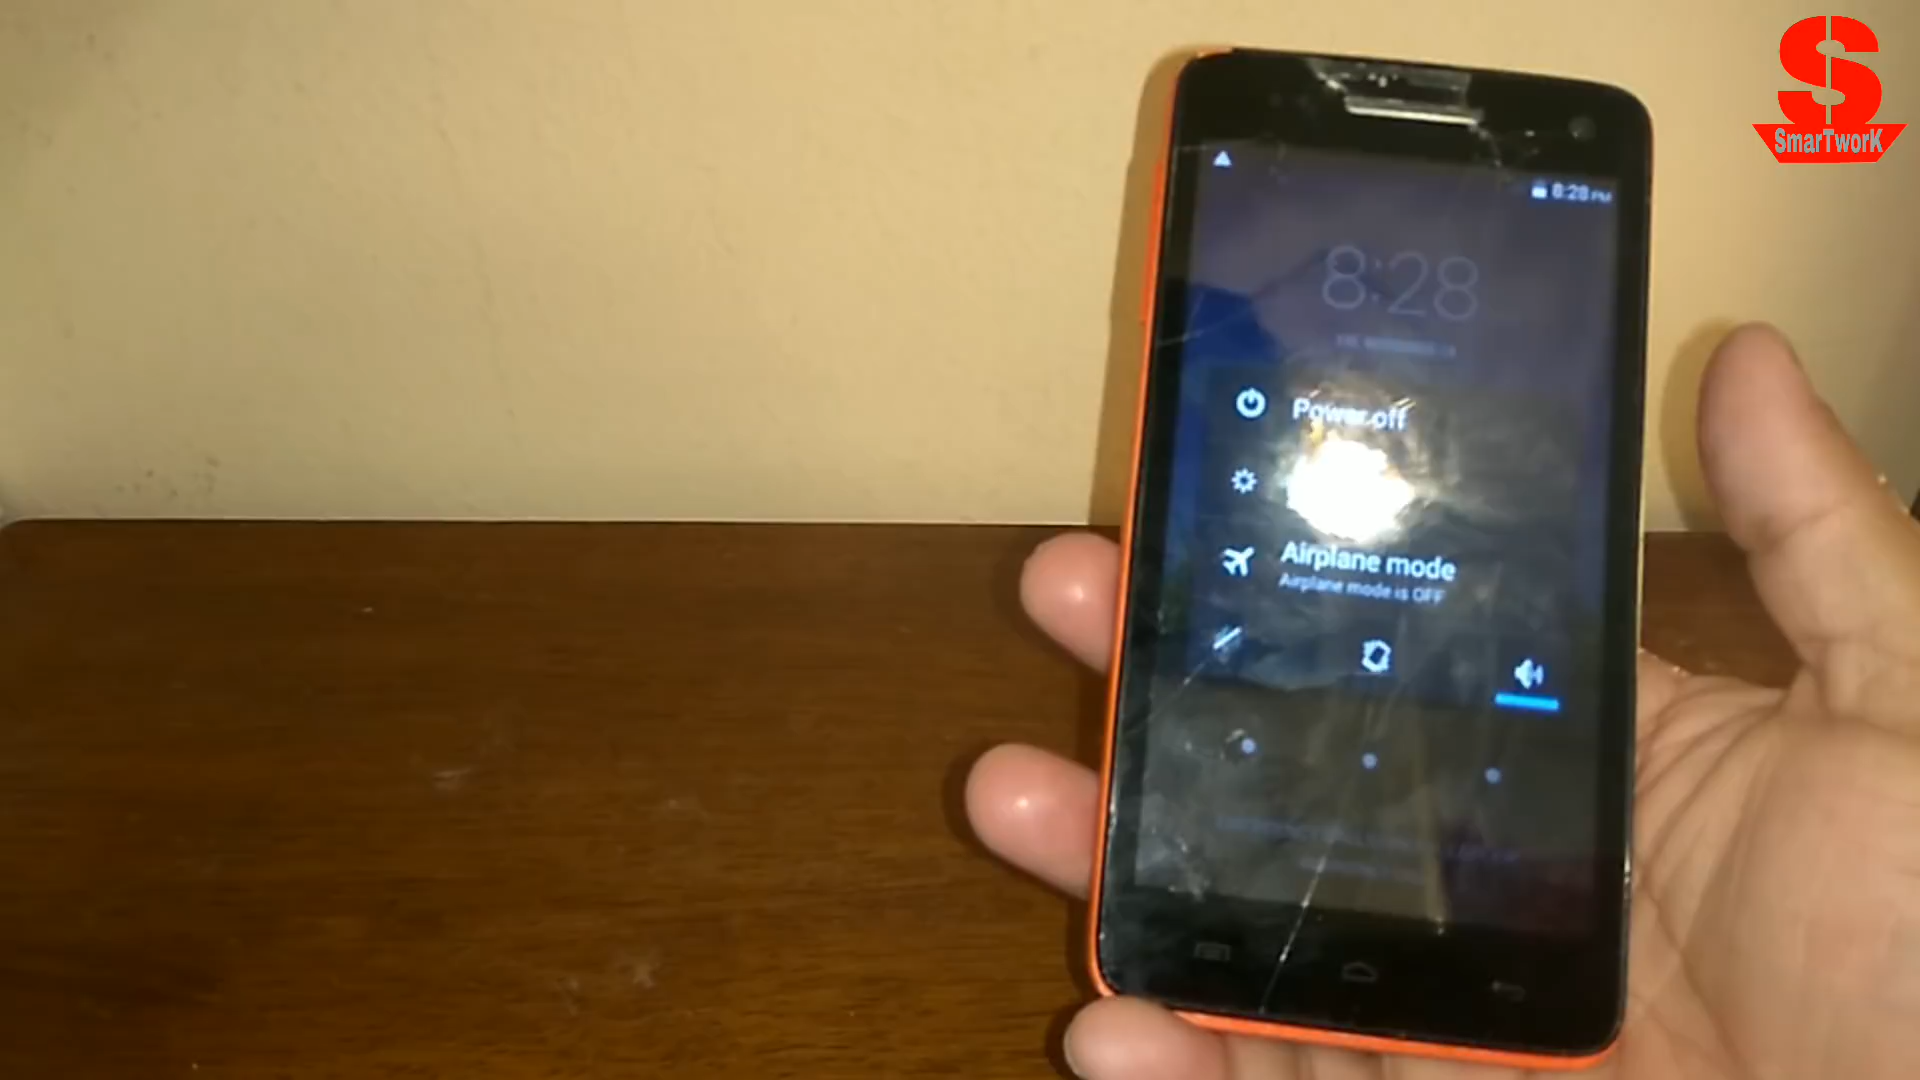 SmarTworK
8:28 PM
8:28
Power off
Airplane mode
Airplane mode is OFF